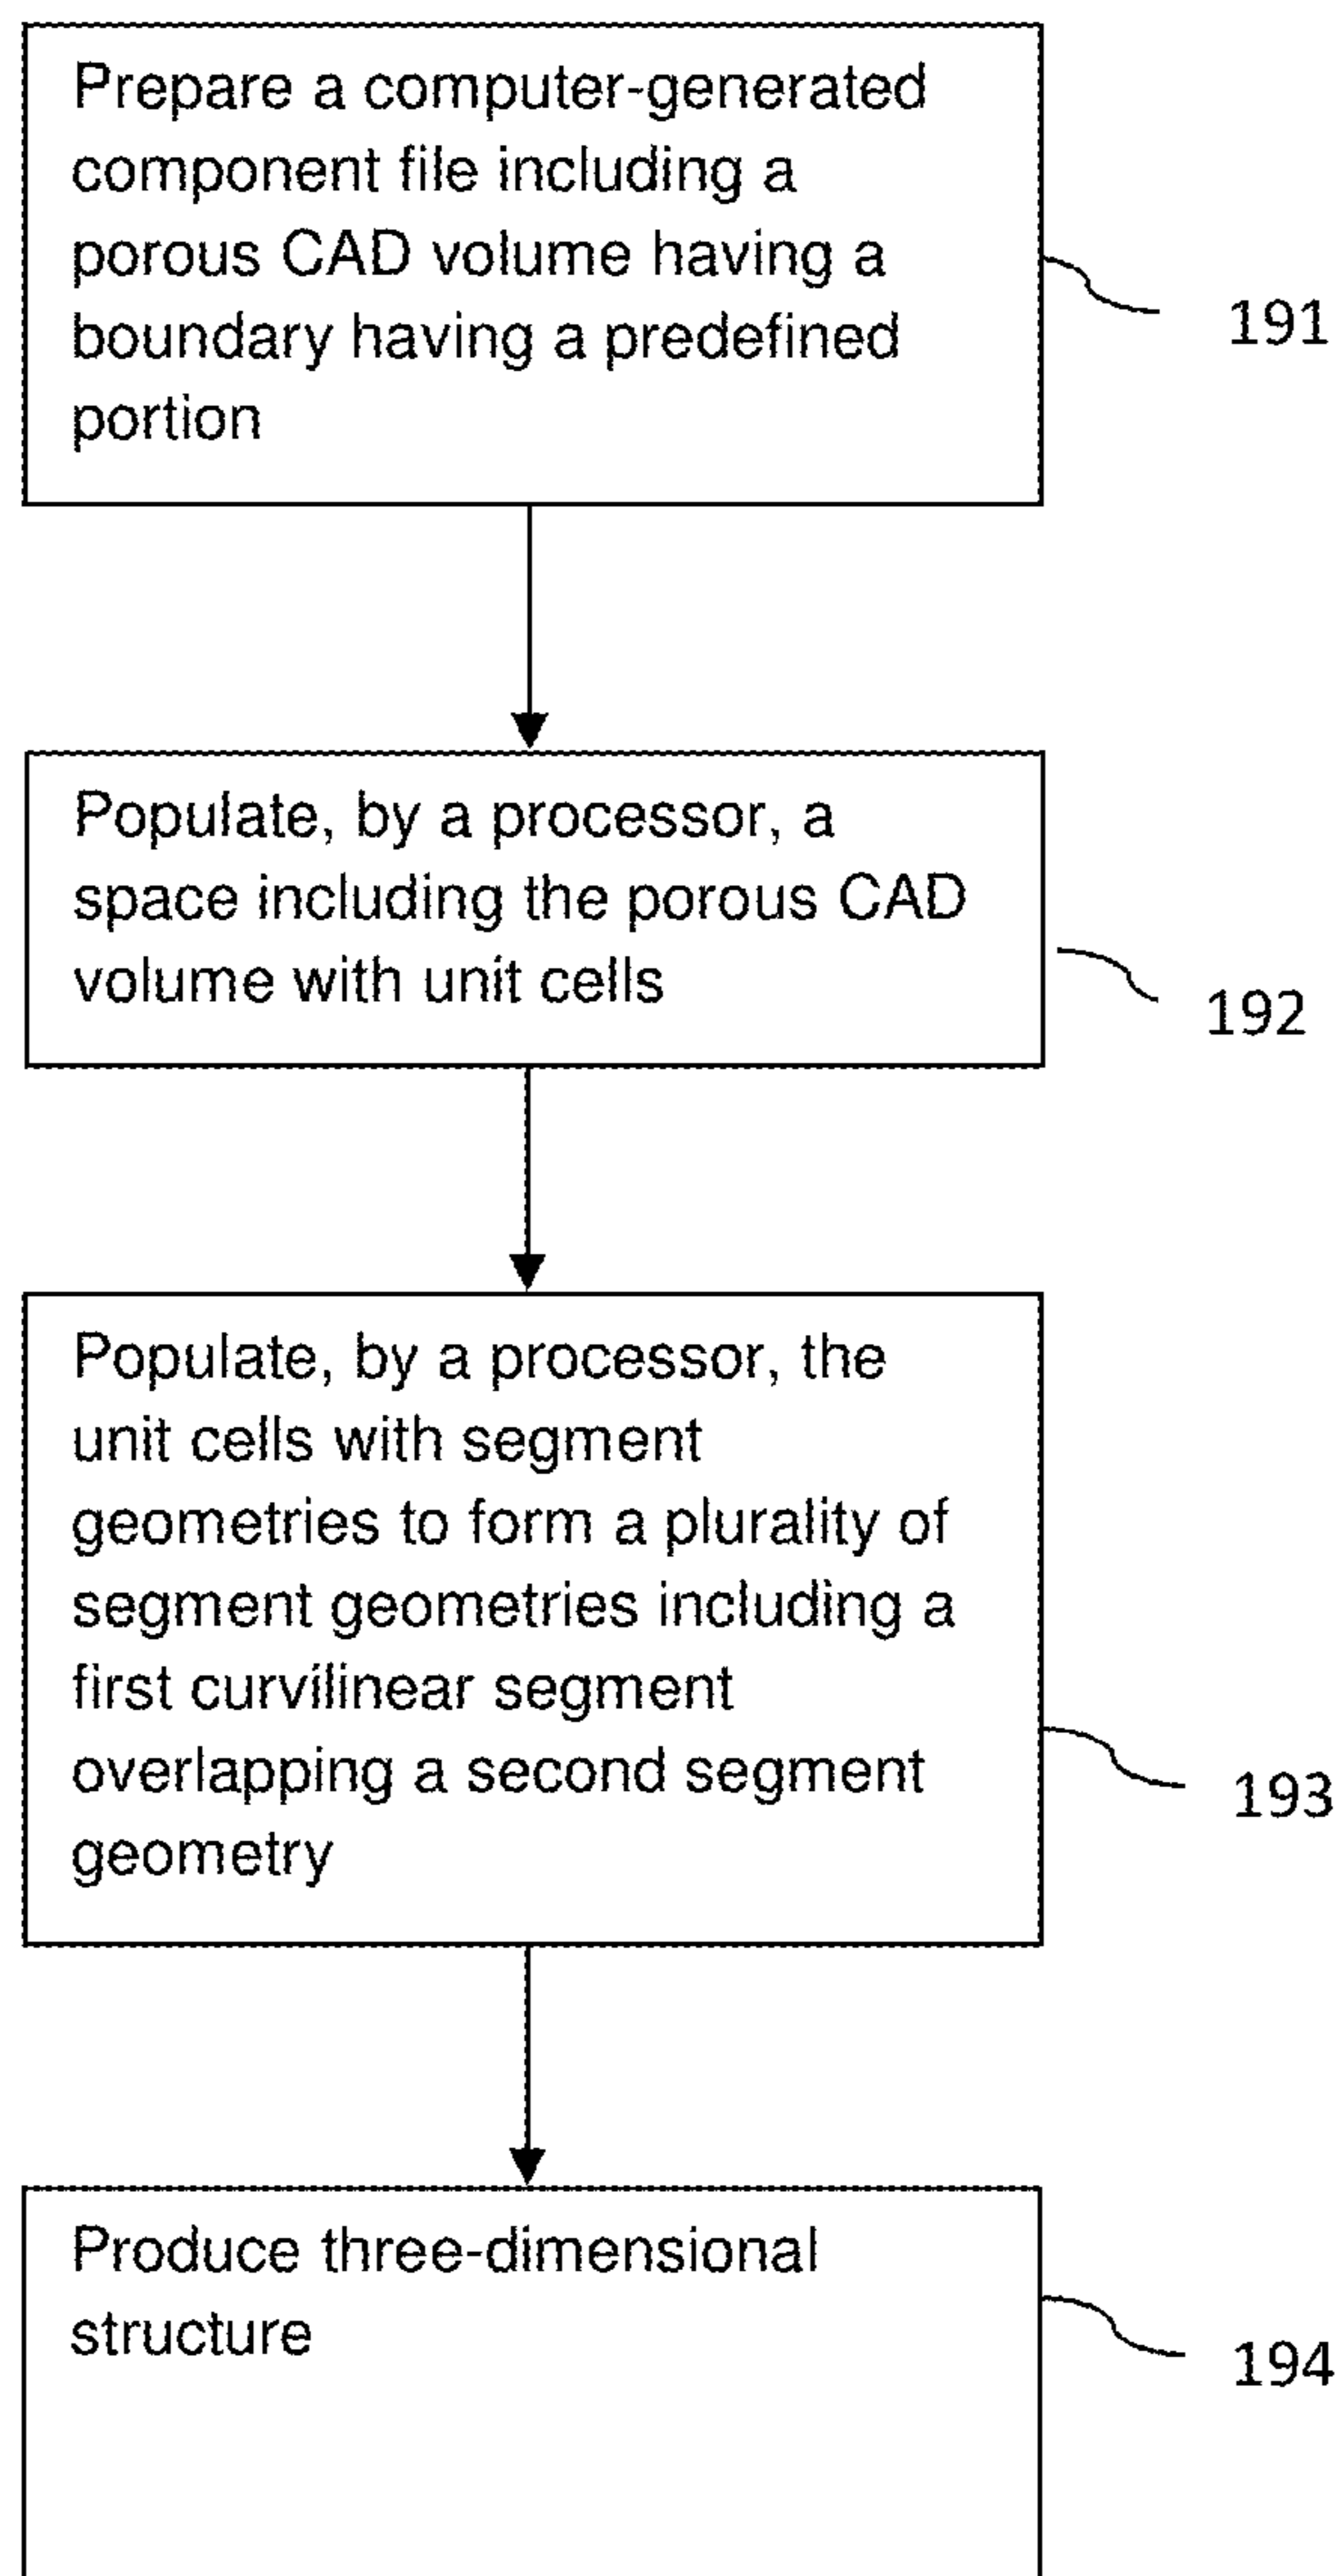 Prepare a computer-generated
component file including a
porous CAD volume having a
boundary having a predefined
portion
191
Populate, by a processor, a
space including the porous CAD
volume with unit cells
192
Populate, by a processor, the
unit cells with segment
geometries to form a plurality of
segment geometries including a
first curvilinear segment
overlapping a second segment
geometry
193
Produce three-dimensional
structure
194